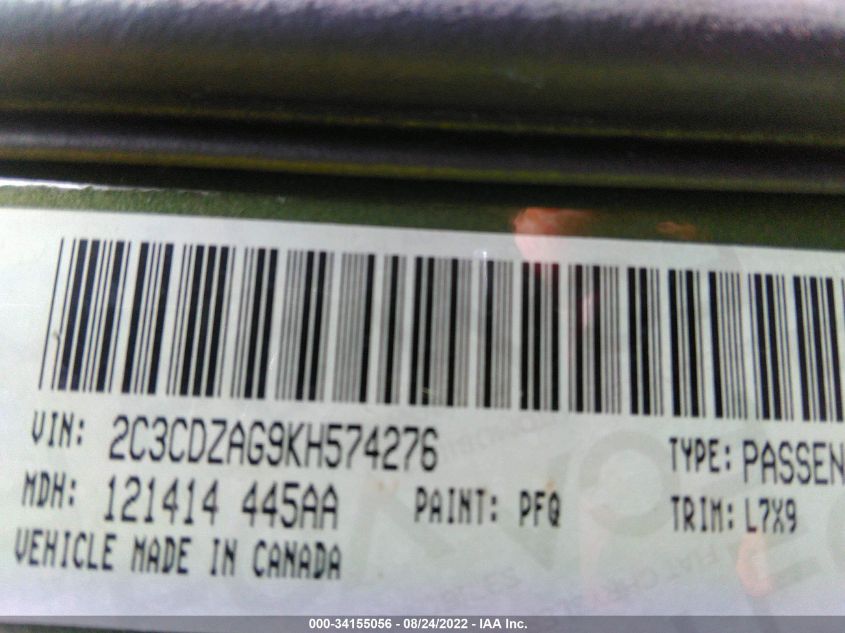 VIN: 2C3CDZAG9KH574276 TYPE: PASSEN
MDH: 121414 445AA PAINT: PFQ TRIM: L7X9
VEHICLE MADE IN CANADA
000-34155056 - 08/24/2022 - IAA Inc.